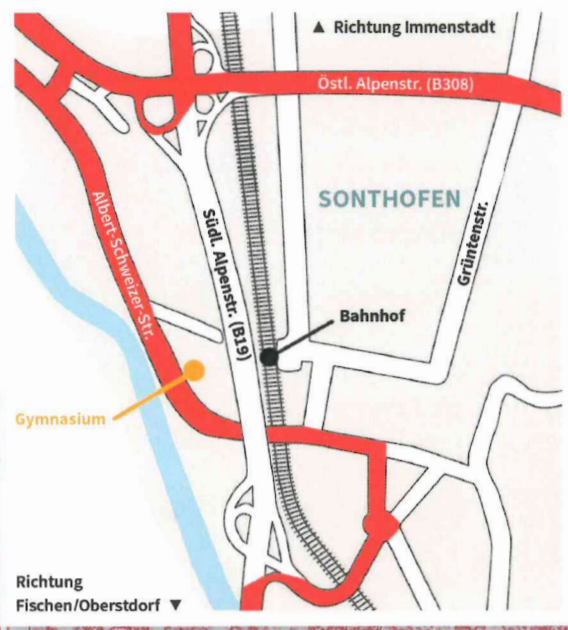 ▲ Richtung Immenstadt
Östl. Alpenstr. (B308)
SONTHOFEN
Albert-Schweizer-Str.
Südl. Alpenstr. (B19)
Grüntenstr.
Bahnhof
Gymnasium
Richtung
Fischen/Oberstdorf ▼